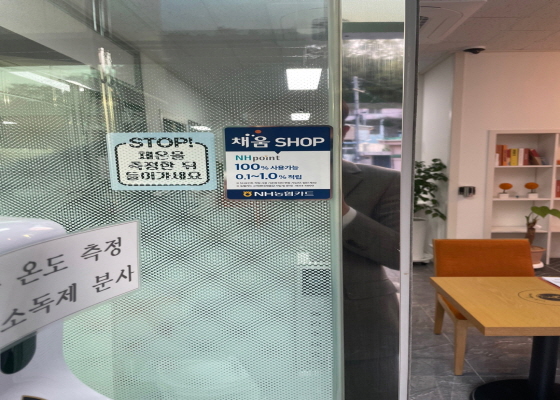 STOP!
체온을
측정한 뒤
들어가세요
채움 SHOP
NHpoint
100% 사용가능
0.1~1.0% 적립
NH농협카드
온도 측정
소독제 분사